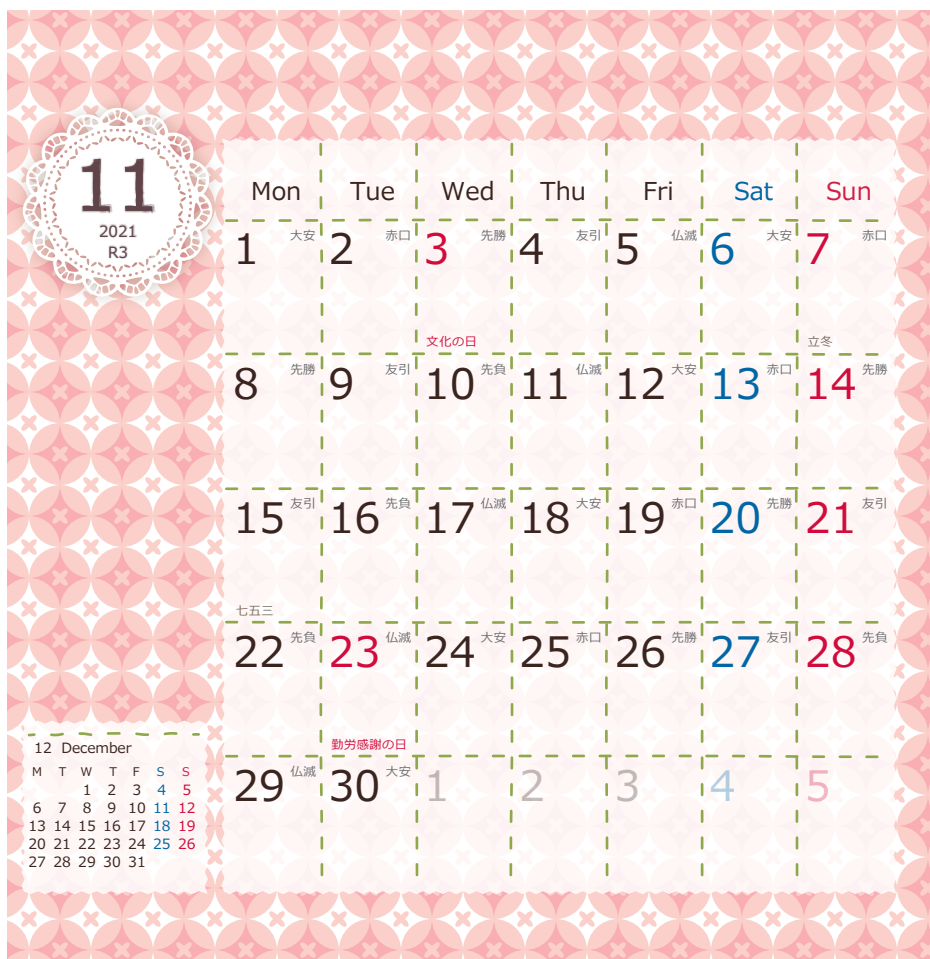 11
2021
R3
Mon Tue Wed Thu Fri Sat Sun
1 大安 2 赤口 3 先勝 4 友引 5 仏滅 6 大安 7 赤口
文化の日 立冬
8 先勝 9 友引 10 先負 11 仏滅 12 大安 13 赤口 14 先勝
15 友引 16 先負 17 仏滅 18 大安 19 赤口 20 先勝 21 友引
七五三
22 先負 23 仏滅 24 大安 25 赤口 26 先勝 27 友引 28 先負
勤労感謝の日
29 仏滅 30 大安 1 2 3 4 5
12 December
M T W T F S S
1 2 3 4 5
6 7 8 9 10 11 12
13 14 15 16 17 18 19
20 21 22 23 24 25 26
27 28 29 30 31